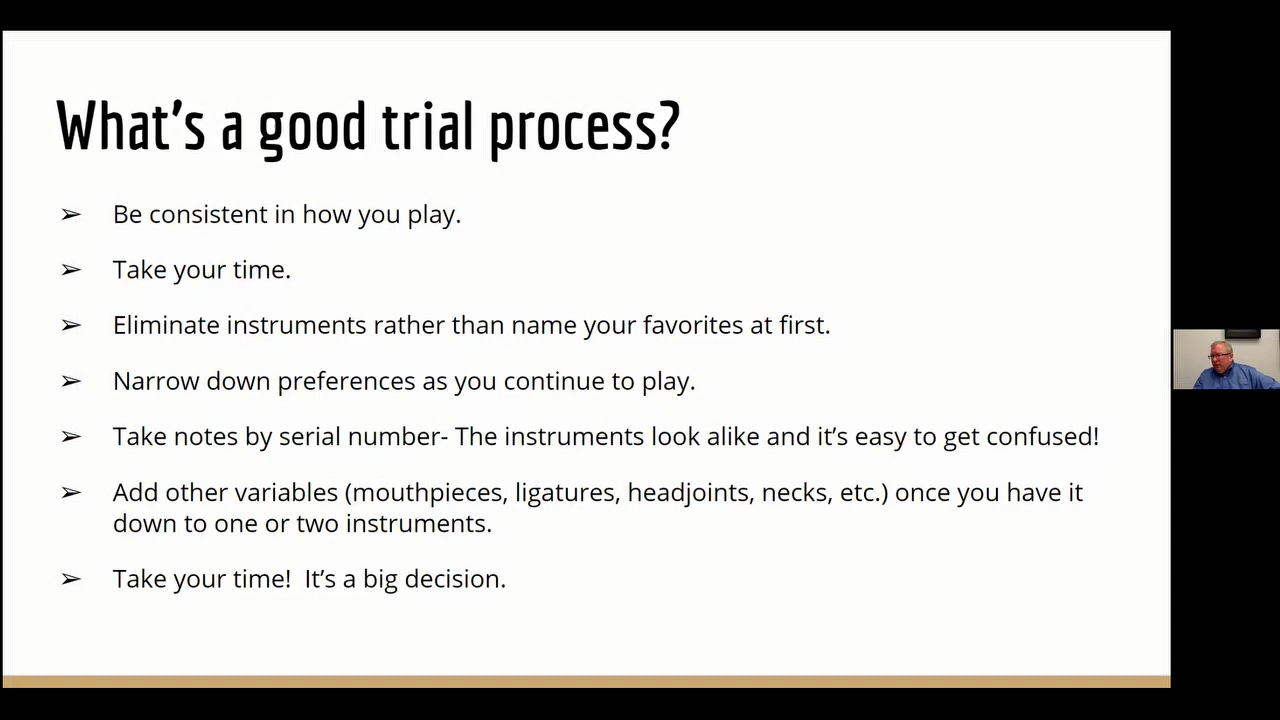 What's a good trial process?
➢ Be consistent in how you play.
➢ Take your time.
➢ Eliminate instruments rather than name your favorites at first.
➢ Narrow down preferences as you continue to play.
➢ Take notes by serial number- The instruments look alike and it's easy to get confused!
➢ Add other variables (mouthpieces, ligatures, headjoints, necks, etc.) once you have it
down to one or two instruments.
➢ Take your time!  It's a big decision.